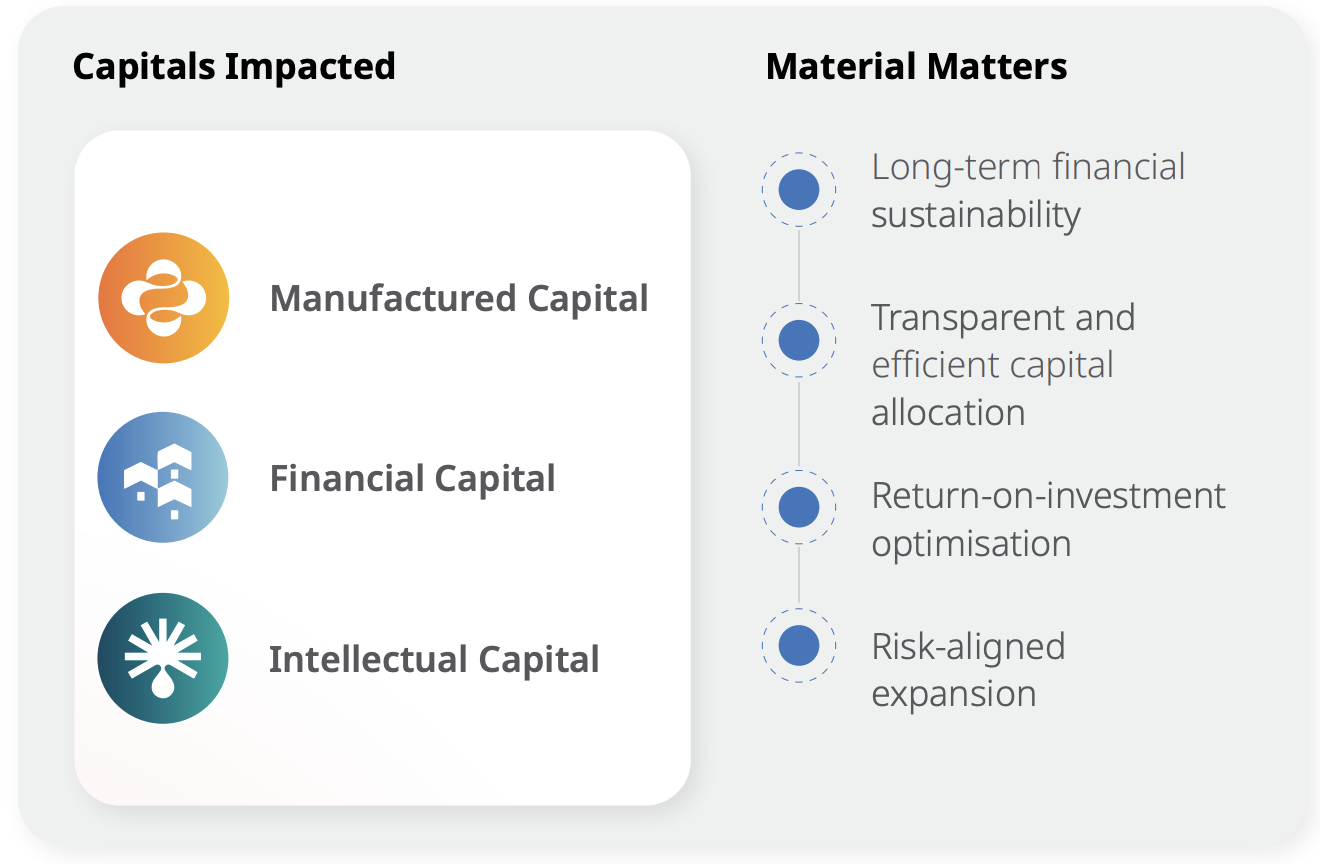 Capitals Impacted
Manufactured Capital
Financial Capital
Intellectual Capital
Material Matters
Long-term financial
sustainability
Transparent and
efficient capital
allocation
Return-on-investment
optimisation
Risk-aligned
expansion